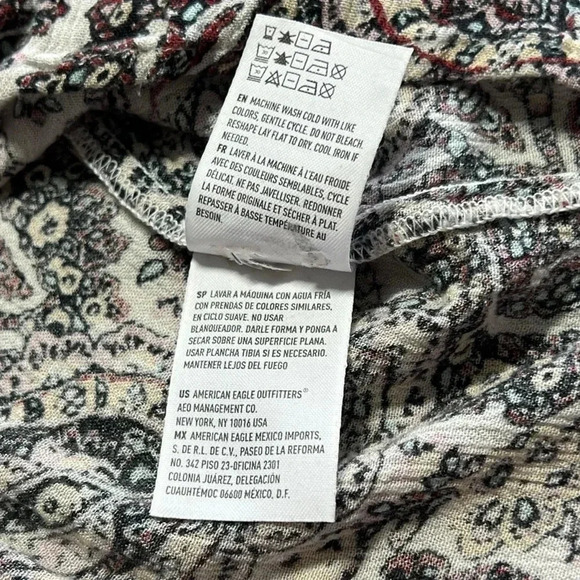 EN MACHINE WASH COLD WITH LIKE
COLORS, GENTLE CYCLE. DO NOT BLEACH.
RESHAPE LAY FLAT TO DRY. COOL IRON IF
NEEDED.
FR LAVER À LA MACHINE À L'EAU FROIDE
AVEC DES COULEURS SEMBLABLES, CYCLE
DÉLICAT. NE PAS JAVELLISER. REDONNER
LA FORME ORIGINALE ET SÉCHER À PLAT.
REPASSER À BASSE TEMPÉRATURE AU
BESOIN.
SP LAVAR A MÁQUINA CON AGUA FRÍA
CON PRENDAS DE COLORES SIMILARES,
EN CICLO SUAVE. NO USAR
BLANQUEADOR. DARLE FORMA Y PONGA A
SECAR SOBRE UNA SUPERFICIE PLANA.
USAR PLANCHA TIBIA SI ES NECESARIO.
MANTENER LEJOS DEL FUEGO
US AMERICAN EAGLE OUTFITTERS®
AEO MANAGEMENT CO.
NEW YORK, NY 10016 USA
MX AMERICAN EAGLE MEXICO IMPORTS,
S. DE R.L. DE C.V., PASEO DE LA REFORMA
NO. 342 PISO 23-OFICINA 2301
COLONIA JUÁREZ, DELEGACIÓN
CUAUHTÉMOC 06600 MÉXICO, D.F.